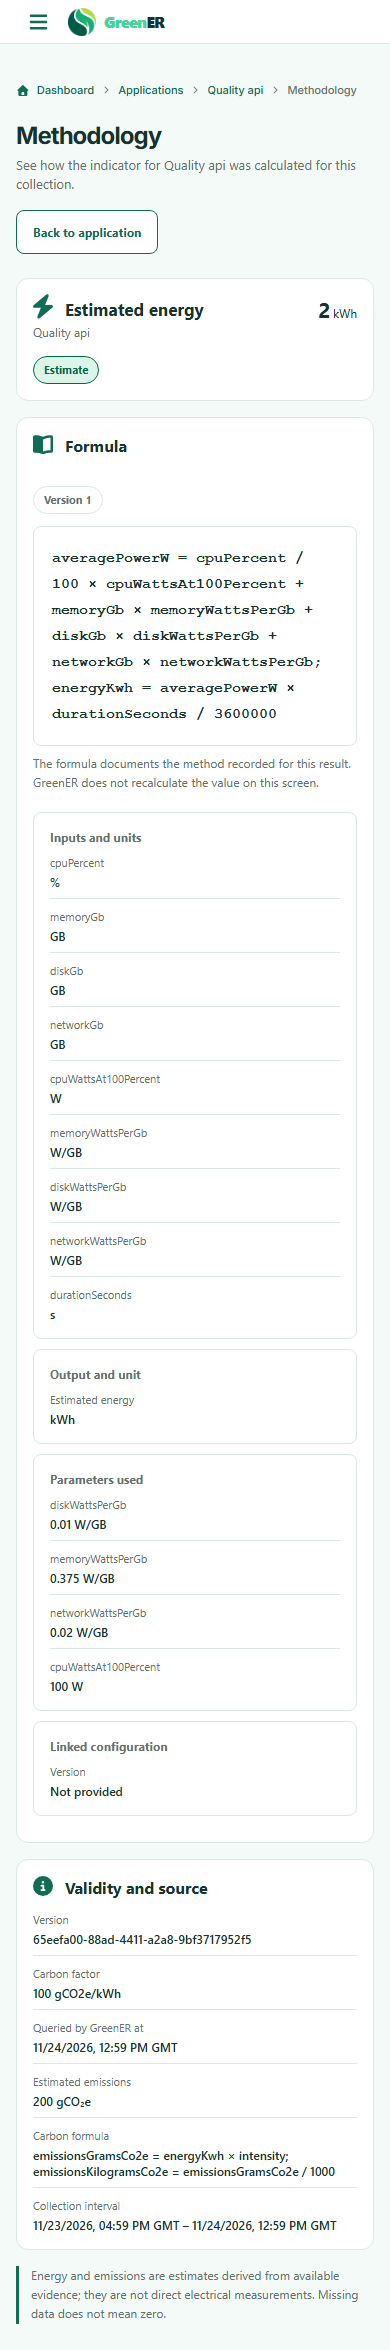 GreenER
Dashboard > Applications > Quality api > Methodology
Methodology
See how the indicator for Quality api was calculated for this
collection.
Back to application
Estimated energy
2 kWh
Quality api
Estimate
Formula
Version 1
averagePowerW = cpuPercent /
100 × cpuWattsAt100Percent +
memoryGb × memoryWattsPerGb +
diskGb × diskWattsPerGb +
networkGb × networkWattsPerGb;
energyKwh = averagePowerW ×
durationSeconds / 3600000
The formula documents the method recorded for this result.
GreenER does not recalculate the value on this screen.
Inputs and units
cpuPercent
%
memoryGb
GB
diskGb
GB
networkGb
GB
cpuWattsAt100Percent
W
memoryWattsPerGb
W/GB
diskWattsPerGb
W/GB
networkWattsPerGb
W/GB
durationSeconds
s
Output and unit
Estimated energy
kWh
Parameters used
diskWattsPerGb
0.01 W/GB
memoryWattsPerGb
0.375 W/GB
networkWattsPerGb
0.02 W/GB
cpuWattsAt100Percent
100 W
Linked configuration
Version
Not provided
Validity and source
Version
65eefa00-88ad-4411-a2a8-9bf3717952f5
Carbon factor
100 gCO2e/kWh
Queried by GreenER at
11/24/2026, 12:59 PM GMT
Estimated emissions
200 gCO₂e
Carbon formula
emissionsGramsCo2e = energyKwh × intensity;
emissionsKilogramsCo2e = emissionsGramsCo2e / 1000
Collection interval
11/23/2026, 04:59 PM GMT – 11/24/2026, 12:59 PM GMT
Energy and emissions are estimates derived from available
evidence; they are not direct electrical measurements. Missing
data does not mean zero.